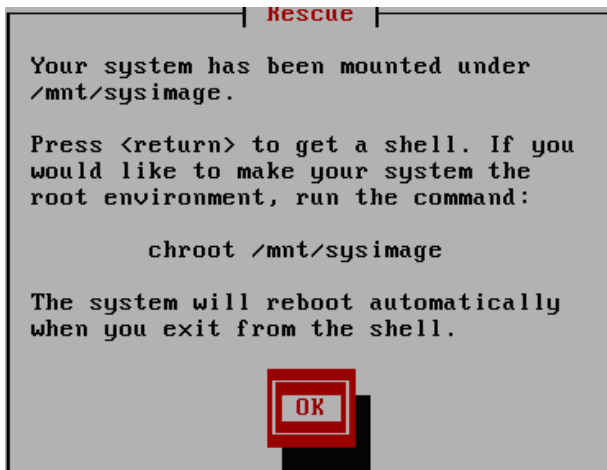 Rescue
Your system has been mounted under
/mnt/sysimage.
Press <return> to get a shell. If you
would like to make your system the
root environment, run the command:
chroot /mnt/sysimage
The system will reboot automatically
when you exit from the shell.
OK